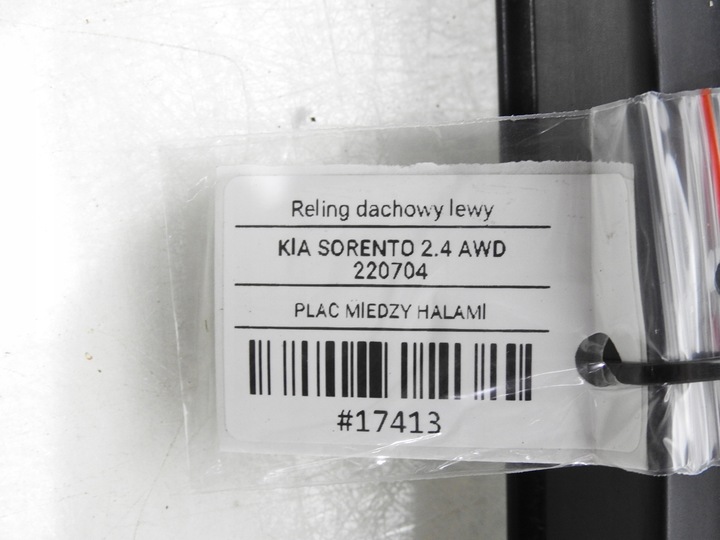 Reling dachowy lewy
KIA SORENTO 2.4 AWD
220704
PLAC MIEDZY HALAMI
#17413